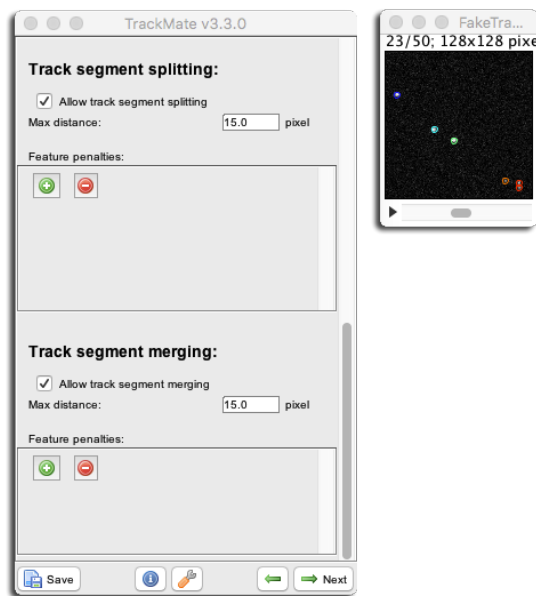 TrackMate v3.3.0
Track segment splitting:
Allow track segment splitting
Max distance: 15.0 pixel
Feature penalties:
Track segment merging:
Allow track segment merging
Max distance: 15.0 pixel
Feature penalties:
Save
Next
FakeTra...
23/50; 128x128 pixe